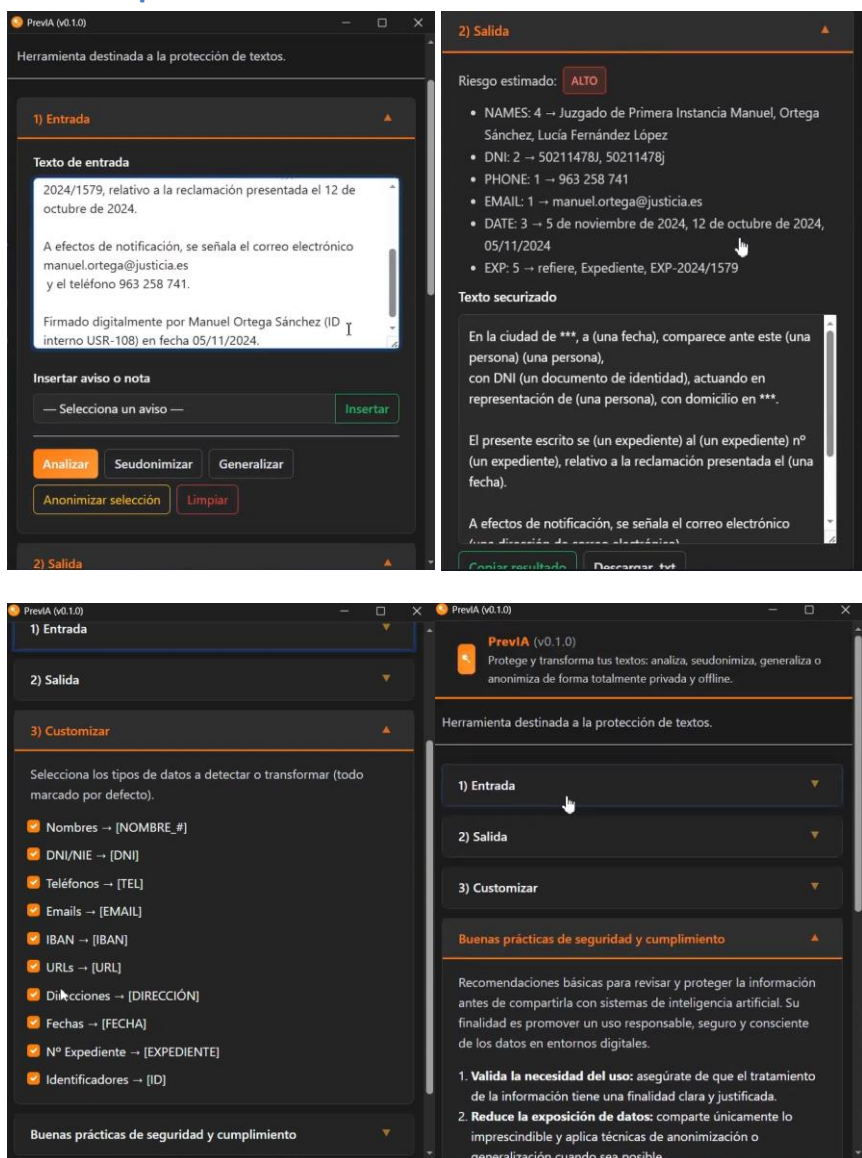 PrevIA (v0.1.0)
Herramienta destinada a la protección de textos.
1) Entrada
Texto de entrada
2024/1579, relativo a la reclamación presentada el 12 de
octubre de 2024.
A efectos de notificación, se señala el correo electrónico
manuel.ortega@justicia.es
y el teléfono 963 258 741.
Firmado digitalmente por Manuel Ortega Sánchez (ID
interno USR-108) en fecha 05/11/2024.
Insertar aviso o nota
— Selecciona un aviso —
Insertar
Analizar
Seudonimizar
Generalizar
Anonimizar selección
Limpiar
2) Salida
2) Salida
Riesgo estimado: ALTO
• NAMES: 4 → Juzgado de Primera Instancia Manuel, Ortega
Sánchez, Lucía Fernández López
• DNI: 2 → 50211478J, 50211478j
• PHONE: 1 → 963 258 741
• EMAIL: 1 → manuel.ortega@justicia.es
• DATE: 3 → 5 de noviembre de 2024, 12 de octubre de 2024,
05/11/2024
• EXP: 5 → refiere, Expediente, EXP-2024/1579
Texto securizado
En la ciudad de ***, a (una fecha), comparece ante este (una
persona) (una persona),
con DNI (un documento de identidad), actuando en
representación de (una persona), con domicilio en ***.
El presente escrito se (un expediente) al (un expediente) nº
(un expediente), relativo a la reclamación presentada el (una
fecha).
A efectos de notificación, se señala el correo electrónico
(una dirección de correo electrónico)
Copiar resultado
Descargar .txt
PrevIA (v0.1.0)
1) Entrada
2) Salida
3) Customizar
Selecciona los tipos de datos a detectar o transformar (todo
marcado por defecto).
Nombres → [NOMBRE_#]
DNI/NIE → [DNI]
Teléfonos → [TEL]
Emails → [EMAIL]
IBAN → [IBAN]
URLs → [URL]
Direcciones → [DIRECCIÓN]
Fechas → [FECHA]
Nº Expediente → [EXPEDIENTE]
Identificadores → [ID]
Buenas prácticas de seguridad y cumplimiento
PrevIA (v0.1.0)
PrevIA (v0.1.0)
Protege y transforma tus textos: analiza, seudonimiza, generaliza o
anonimiza de forma totalmente privada y offline.
Herramienta destinada a la protección de textos.
1) Entrada
2) Salida
3) Customizar
Buenas prácticas de seguridad y cumplimiento
Recomendaciones básicas para revisar y proteger la información
antes de compartirla con sistemas de inteligencia artificial. Su
finalidad es promover un uso responsable, seguro y consciente
de los datos en entornos digitales.
1. Valida la necesidad del uso: asegúrate de que el tratamiento
de la información tiene una finalidad clara y justificada.
2. Reduce la exposición de datos: comparte únicamente lo
imprescindible y aplica técnicas de anonimización o
generalización cuando sea posible.